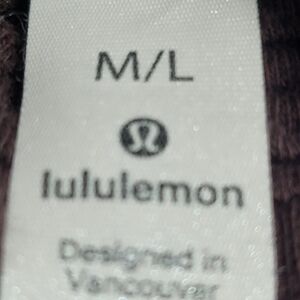 M/L
lululemon
Designed in
Vancouver